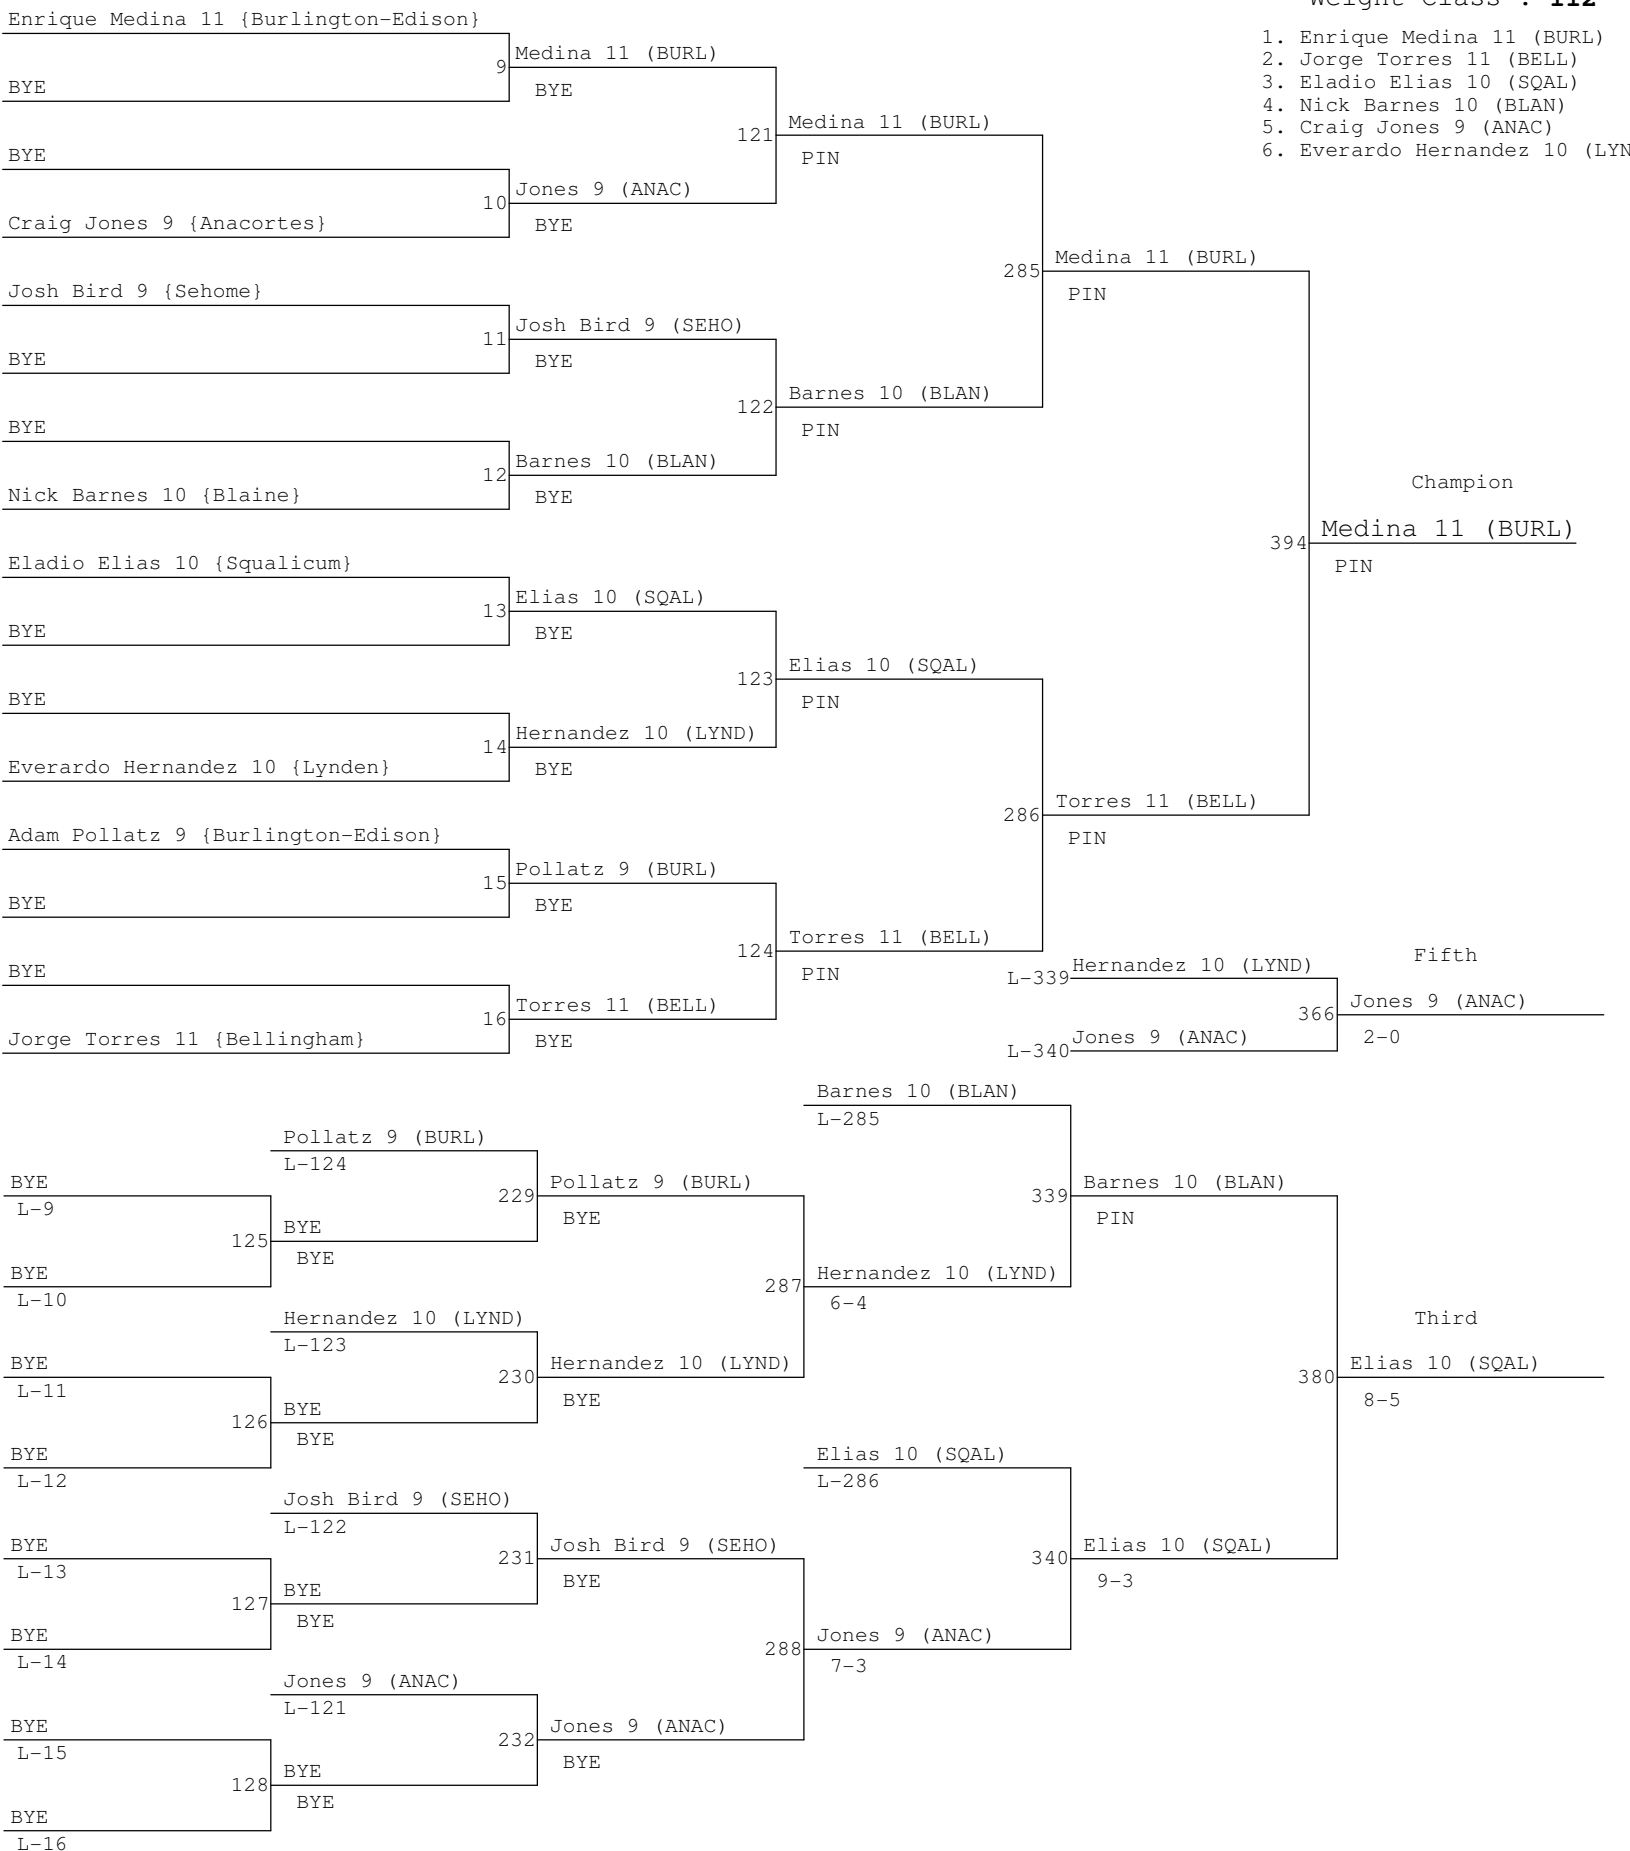 Weight Class : 112
1. Enrique Medina 11 (BURL)
2. Jorge Torres 11 (BELL)
3. Eladio Elias 10 (SQAL)
4. Nick Barnes 10 (BLAN)
5. Craig Jones 9 (ANAC)
6. Everardo Hernandez 10 (LYN
Enrique Medina 11 {Burlington-Edison}
9
Medina 11 (BURL)
BYE
BYE
121
Medina 11 (BURL)
PIN
BYE
10
Jones 9 (ANAC)
BYE
Craig Jones 9 {Anacortes}
285
Medina 11 (BURL)
PIN
Josh Bird 9 {Sehome}
11
Josh Bird 9 (SEHO)
BYE
BYE
122
Barnes 10 (BLAN)
PIN
BYE
12
Barnes 10 (BLAN)
BYE
Nick Barnes 10 {Blaine}
Champion
394
Medina 11 (BURL)
PIN
Eladio Elias 10 {Squalicum}
13
Elias 10 (SQAL)
BYE
BYE
123
Elias 10 (SQAL)
PIN
BYE
14
Hernandez 10 (LYND)
BYE
Everardo Hernandez 10 {Lynden}
286
Torres 11 (BELL)
PIN
Adam Pollatz 9 {Burlington-Edison}
15
Pollatz 9 (BURL)
BYE
BYE
124
Torres 11 (BELL)
PIN
BYE
16
Torres 11 (BELL)
BYE
Jorge Torres 11 {Bellingham}
Fifth
L-339
Hernandez 10 (LYND)
366
Jones 9 (ANAC)
2-0
L-340
Jones 9 (ANAC)
Barnes 10 (BLAN)
L-285
Pollatz 9 (BURL)
L-124
BYE
L-9
229
Pollatz 9 (BURL)
BYE
339
Barnes 10 (BLAN)
PIN
125
BYE
BYE
BYE
L-10
287
Hernandez 10 (LYND)
6-4
Hernandez 10 (LYND)
L-123
Third
BYE
L-11
230
Hernandez 10 (LYND)
BYE
380
Elias 10 (SQAL)
8-5
126
BYE
BYE
BYE
L-12
Elias 10 (SQAL)
L-286
Josh Bird 9 (SEHO)
L-122
BYE
L-13
231
Josh Bird 9 (SEHO)
BYE
340
Elias 10 (SQAL)
9-3
127
BYE
BYE
BYE
L-14
288
Jones 9 (ANAC)
7-3
Jones 9 (ANAC)
L-121
BYE
L-15
232
Jones 9 (ANAC)
BYE
128
BYE
BYE
BYE
L-16